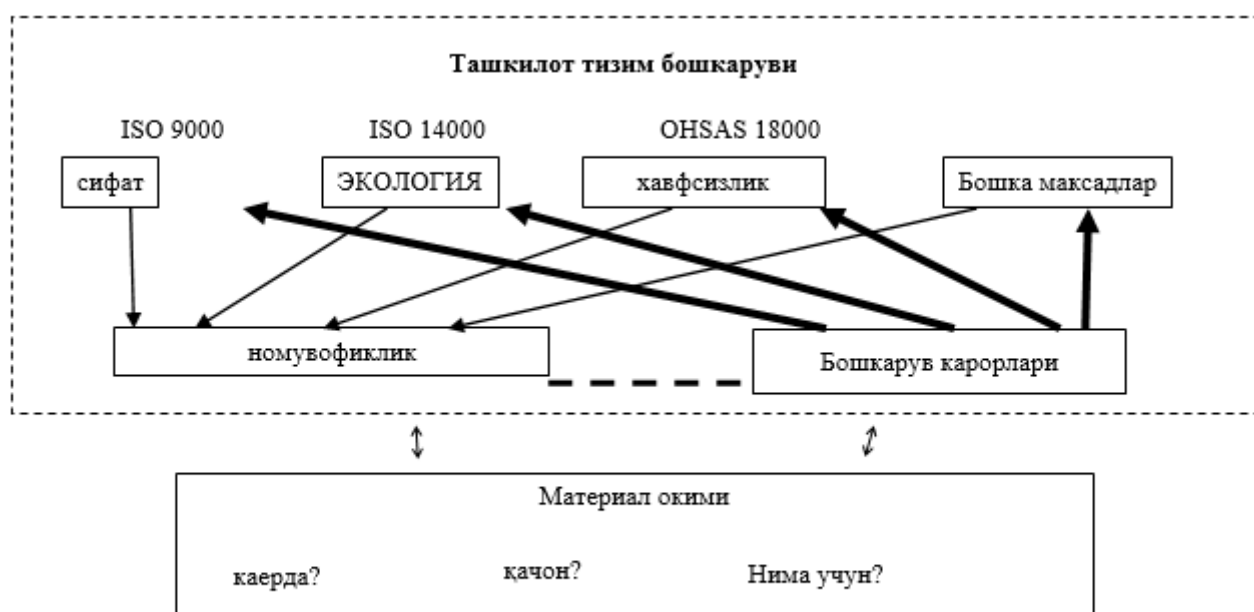 Ташкилот тизим бошкаруви
ISO 9000 ISO 14000 OHSAS 18000
сифат ЭКОЛОГИЯ хавфсизлик Бошка максадлар
номувофиклик Бошкарув карорлари
Материал окими
каерда? қачон? Нима учун?